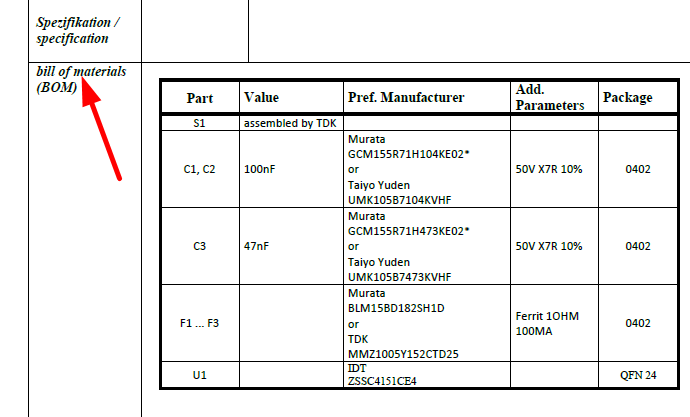 Spezifikation /
specification
bill of materials
(BOM)
Part Value Pref. Manufacturer Add. Parameters Package
S1 assembled by TDK
C1, C2 100nF
Murata
GCM155R71H104KE02*
or
Taiyo Yuden
UMK105B7104KVHF
50V X7R 10% 0402
C3 47nF
Murata
GCM155R71H473KE02*
or
Taiyo Yuden
UMK105B7473KVHF
50V X7R 10% 0402
F1 ... F3
Murata
BLM15BD182SH1D
or
TDK
MMZ1005Y152CTD25
Ferrit 1OHM
100MA
0402
U1
IDT
ZSSC4151CE4
QFN 24